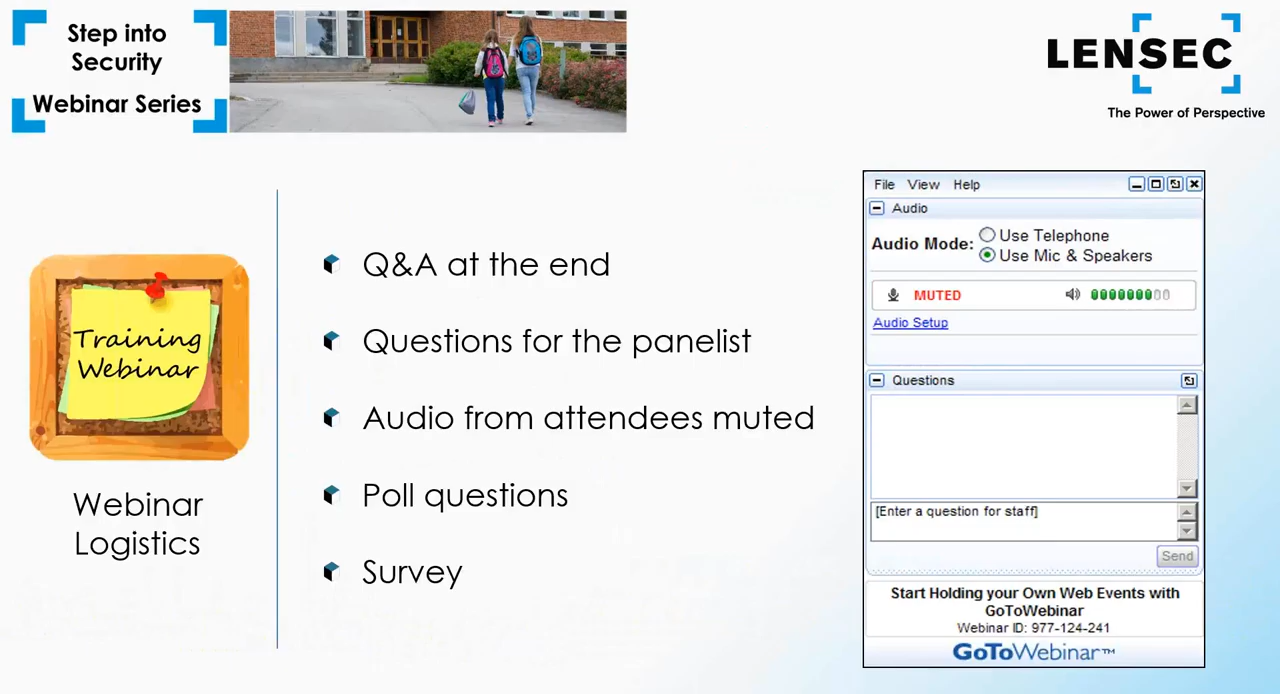 Step into
Security
Webinar Series
LENSEC
The Power of Perspective
Training
Webinar
Webinar
Logistics
Q&A at the end
Questions for the panelist
Audio from attendees muted
Poll questions
Survey
File View Help
Audio
Audio Mode:
Use Telephone
Use Mic & Speakers
MUTED
Audio Setup
Questions
[Enter a question for staff]
Send
Start Holding your Own Web Events with
GoToWebinar
Webinar ID: 977-124-241
GoToWebinar™